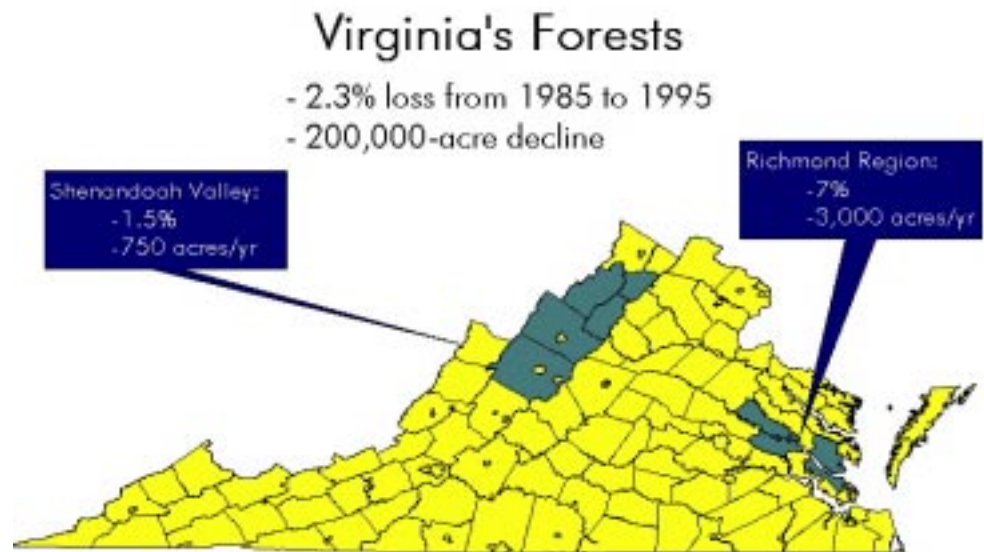 Virginia's Forests
- 2.3% loss from 1985 to 1995
- 200,000-acre decline
Shenandoah Valley:
-1.5%
-750 acres/yr
Richmond Region:
-7%
-3,000 acres/yr